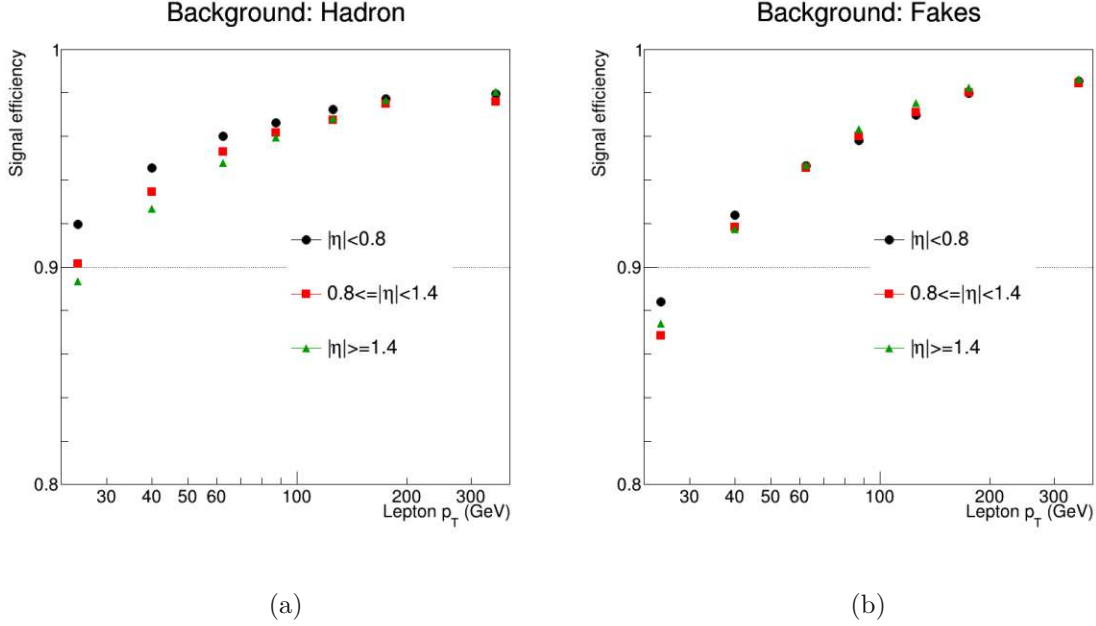 Background: Hadron
Signal efficiency
1
0.9
0.8
|η|<0.8
0.8<=|η|<1.4
|η|>=1.4
30 40 50 60 100 200 300
Lepton p_T (GeV)
(a)
Background: Fakes
Signal efficiency
1
0.9
0.8
|η|<0.8
0.8<=|η|<1.4
|η|>=1.4
30 40 50 60 100 200 300
Lepton p_T (GeV)
(b)